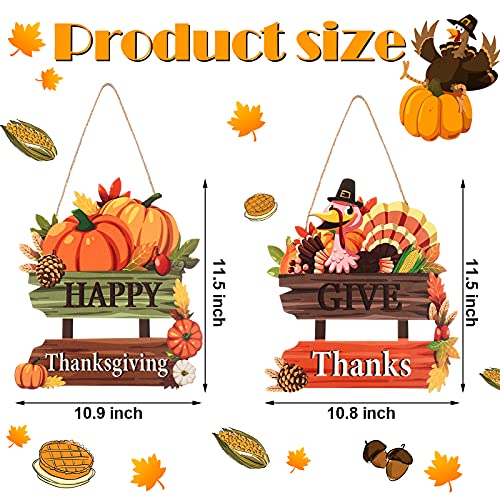 Product size
HAPPY
Thanksgiving
11.5 inch
10.9 inch
GIVE
Thanks
11.5 inch
10.8 inch